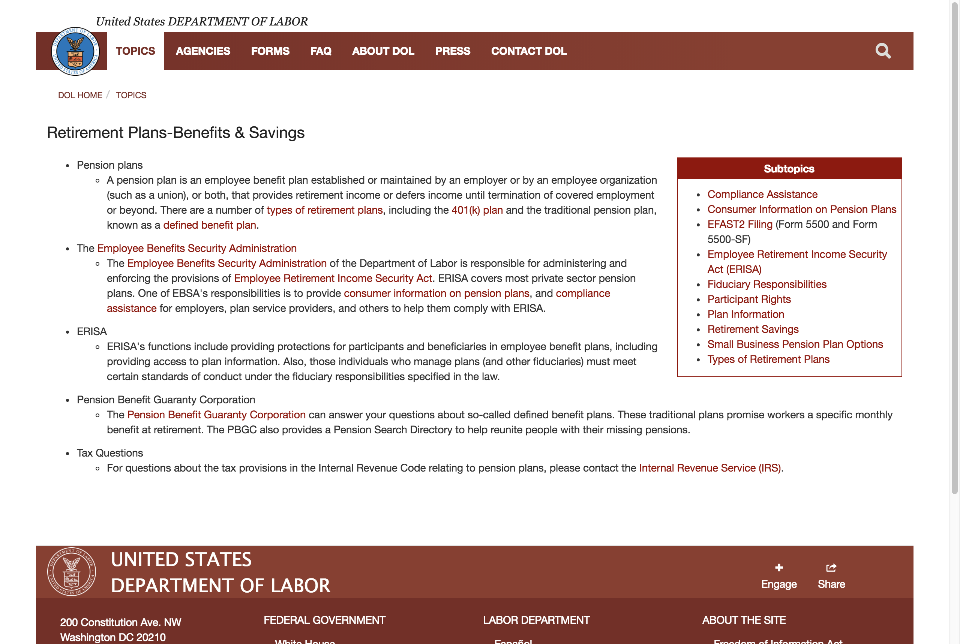 United States DEPARTMENT OF LABOR
TOPICS AGENCIES FORMS FAQ ABOUT DOL PRESS CONTACT DOL
DOL HOME / TOPICS
Retirement Plans-Benefits & Savings
Pension plans
A pension plan is an employee benefit plan established or maintained by an employer or by an employee organization
(such as a union), or both, that provides retirement income or defers income until termination of covered employment
or beyond. There are a number of types of retirement plans, including the 401(k) plan and the traditional pension plan,
known as a defined benefit plan.
The Employee Benefits Security Administration
The Employee Benefits Security Administration of the Department of Labor is responsible for administering and
enforcing the provisions of Employee Retirement Income Security Act. ERISA covers most private sector pension
plans. One of EBSA's responsibilities is to provide consumer information on pension plans, and compliance
assistance for employers, plan service providers, and others to help them comply with ERISA.
ERISA
ERISA's functions include providing protections for participants and beneficiaries in employee benefit plans, including
providing access to plan information. Also, those individuals who manage plans (and other fiduciaries) must meet
certain standards of conduct under the fiduciary responsibilities specified in the law.
Pension Benefit Guaranty Corporation
The Pension Benefit Guaranty Corporation can answer your questions about so-called defined benefit plans. These traditional plans promise workers a specific monthly
benefit at retirement. The PBGC also provides a Pension Search Directory to help reunite people with their missing pensions.
Tax Questions
For questions about the tax provisions in the Internal Revenue Code relating to pension plans, please contact the Internal Revenue Service (IRS).
Subtopics
Compliance Assistance
Consumer Information on Pension Plans
EFAST2 Filing (Form 5500 and Form
5500-SF)
Employee Retirement Income Security
Act (ERISA)
Fiduciary Responsibilities
Participant Rights
Plan Information
Retirement Savings
Small Business Pension Plan Options
Types of Retirement Plans
UNITED STATES
DEPARTMENT OF LABOR
Engage Share
200 Constitution Ave. NW
Washington DC 20210
FEDERAL GOVERNMENT
White House
LABOR DEPARTMENT
Español
ABOUT THE SITE
Freedom of Information Act